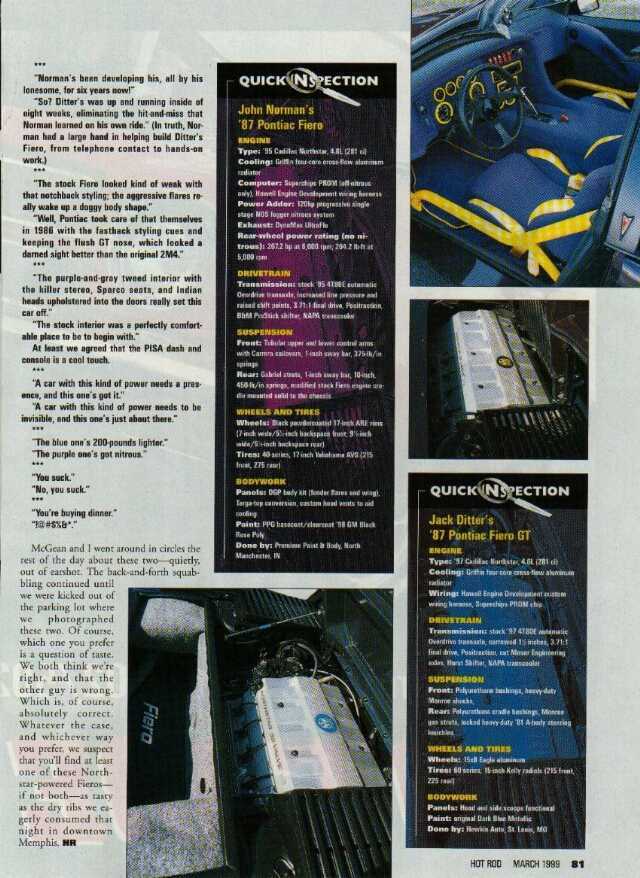 ***
"Norman's been developing his, all by his
lonesome, for six years now!"
"So? Ditter's was up and running inside of
eight weeks, eliminating the hit-and-miss that
Norman learned on his own ride." (In truth, Nor-
man had a large hand in helping build Ditter's
Fiero, from telephone contact to hands-on
work.)
***
"The stock Fiero looked kind of weak with
that notchback styling; the aggressive flares re-
ally wake up a doggy body shape."
"Well, Pontiac took care of that themselves
in 1986 with the fastback styling cues and
keeping the flush GT nose, which looked a
darned sight better than the original 2M4."
***
"The purple-and-gray tweed interior with
the killer stereo, Sparco seats, and Indian
heads upholstered into the doors really set this
car off."
"The stock interior was a perfectly comfort-
able place to be to begin with."
At least we agreed that the PISA dash and
console is a cool touch.
***
"A car with this kind of power needs a pres-
ence, and this one's got it."
"A car with this kind of power needs to be
invisible, and this one's just about there."
***
"The blue one's 200-pounds lighter."
"The purple one's got nitrous."
***
"You suck."
"No, you suck."
***
"You're buying dinner."
"!@#$%&*."
McGean and I went around in circles the
rest of the day about these two—quietly,
out of earshot. The back-and-forth squab-
bling continued until
we were kicked out of
the parking lot where
we photographed
these two. Of course,
which one you prefer
is a question of taste.
We both think we're
right, and that the
other guy is wrong.
Which is, of course,
absolutely correct.
Whatever the case,
and whichever way
you prefer, we suspect
that you'll find at least
one of these North-
star-powered Fieros—
if not both—as tasty
as the dry ribs we ea-
gerly consumed that
night in downtown
Memphis. HR
QUICK INSPECTION
John Norman's
'87 Pontiac Fiero
ENGINE
Type: '95 Cadillac Northstar, 4.6L (281 ci)
Cooling: Griffin four-core cross-flow aluminum
radiator
Computer: Superchips PROM (off-nitrous
only), Howell Engine Development wiring harness
Power Adder: 120hp progressive single
stage NOS fogger nitrous system
Exhaust: DynoMax UltraFlo
Rear-wheel power rating (no ni-
trous): 267.2 hp at 6,000 rpm; 264.2 lb-ft at
5,000 rpm
DRIVETRAIN
Transmission: stock '95 4T80E automatic
Overdrive transaxle, increased line pressure and
raised shift points, 3.71:1 final drive, Positraction,
B&M ProStick shifter, NAPA transcooler
SUSPENSION
Front: Tubular upper and lower control arms
with Carrera coilovers, 1-inch sway bar, 375-lb/in
springs
Rear: Gabriel struts, 1-inch sway bar, 10-inch,
450-lb/in springs, modified stock Fiero engine cra-
dle mounted solid to the chassis
WHEELS AND TIRES
Wheels: Black powdercoated 17-inch ARE rims
(7-inch wide/5½-inch backspace front, 9½-inch
wide/5½-inch backspace rear)
Tires: 40-series, 17-inch Yokohama AVS (215
front, 275 rear)
BODYWORK
Panels: DGP body kit (fender flares and wing),
Targa-top conversion, custom head vents to aid
cooling
Paint: PPG basecoat/clearcoat '98 GM Black
Rose Poly
Done by: Premiere Paint & Body, North
Manchester, IN
Fiero
QUICK INSPECTION
Jack Ditter's
'87 Pontiac Fiero GT
ENGINE
Type: '97 Cadillac Northstar, 4.6L (281 ci)
Cooling: Griffin four-core cross-flow aluminum
radiator
Wiring: Howell Engine Development custom
wiring harness, Superchips PROM chip
DRIVETRAIN
Transmission: stock '97 4T80E automatic
Overdrive transaxle, narrowed 1½ inches, 3.71:1
final drive, Positraction, cut Moser Engineering
axles, Hurst Shifter, NAPA transcooler
SUSPENSION
Front: Polyurethane bushings, heavy-duty
Monroe shocks,
Rear: Polyurethane cradle bushings, Monroe
gas struts, locked heavy-duty '81 A-body steering
knuckles
WHEELS AND TIRES
Wheels: 15x8 Eagle aluminum
Tires: 60 series, 15-inch Kelly radials (215 front,
225 rear)
BODYWORK
Panels: Hood and side scoops functional
Paint: original Dark Blue Metallic
Done by: Hewkin Auto, St. Louis, MO
HOT ROD MARCH 1999 81